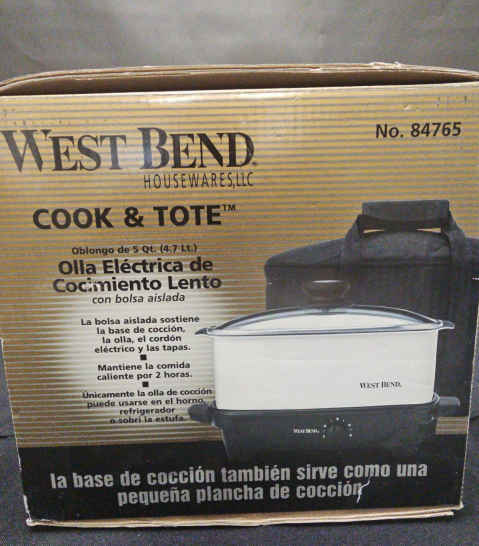 WEST BEND®
HOUSEWARES, LLC
No. 84765
COOK & TOTE™
Oblongo de 5 Qt. (4.7 Lt.)
Olla Eléctrica de
Cocimiento Lento
con bolsa aislada
La bolsa aislada sostiene
la base de cocción,
la olla, el cordón
eléctrico y las tapas.
Mantiene la comida
caliente por 2 horas.
Unicamente la olla de cocción
puede usarse en el horno,
refrigerador
o sobri la estufa.
WEST BEND.
WEST BEND.
la base de cocción también sirve como una
pequeña plancha de cocción